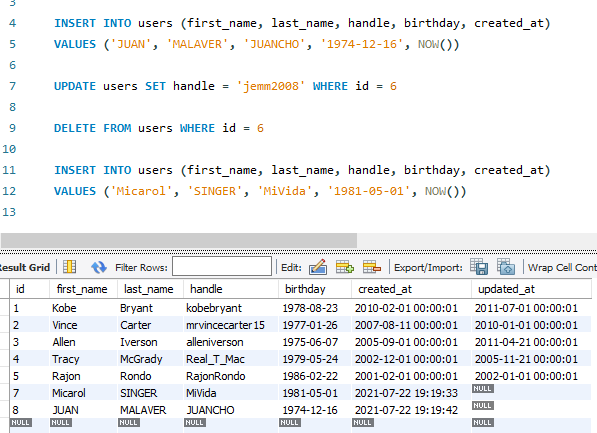 3
4 INSERT INTO users (first_name, last_name, handle, birthday, created_at)
5 VALUES ('JUAN', 'MALAVER', 'JUANCHO', '1974-12-16', NOW())
6
7 UPDATE users SET handle = 'jemm2008' WHERE id = 6
8
9 DELETE FROM users WHERE id = 6
10
11 INSERT INTO users (first_name, last_name, handle, birthday, created_at)
12 VALUES ('Micarol', 'SINGER', 'MiVida', '1981-05-01', NOW())
13
Result Grid Filter Rows: Edit: Export/Import: Wrap Cell Cont
id first_name last_name handle birthday created_at updated_at
1 Kobe Bryant kobebryant 1978-08-23 2010-02-01 00:00:01 2011-07-01 00:00:01
2 Vince Carter mrvincecarter15 1977-01-26 2007-08-11 00:00:01 2010-01-01 00:00:01
3 Allen Iverson alleniverson 1975-06-07 2005-09-01 00:00:01 2011-04-21 00:00:01
4 Tracy McGrady Real_T_Mac 1979-05-24 2002-12-01 00:00:01 2005-11-21 00:00:01
5 Rajon Rondo RajonRondo 1986-02-22 2001-02-01 00:00:01 2002-01-01 00:00:01
7 Micarol SINGER MiVida 1981-05-01 2021-07-22 19:19:33 NULL
8 JUAN MALAVER JUANCHO 1974-12-16 2021-07-22 19:19:42 NULL
NULL NULL NULL NULL NULL NULL NULL